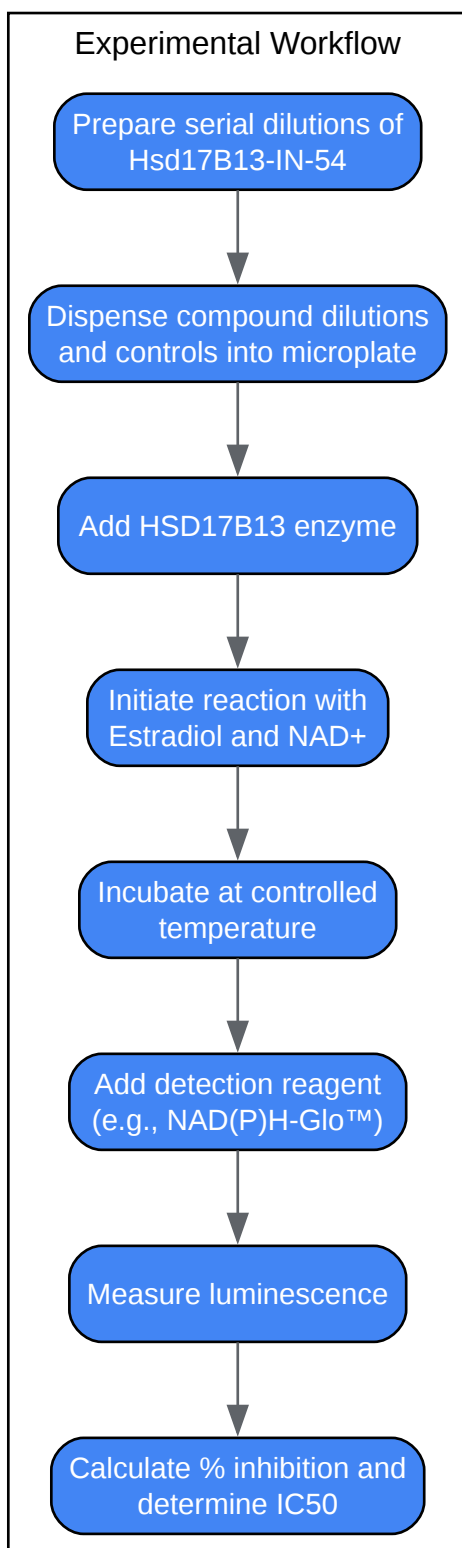 Experimental Workflow
Prepare serial dilutions of
Hsd17B13-IN-54
Dispense compound dilutions
and controls into microplate
Add HSD17B13 enzyme
Initiate reaction with
Estradiol and NAD+
Incubate at controlled
temperature
Add detection reagent
(e.g., NAD(P)H-Glo™)
Measure luminescence
Calculate % inhibition and
determine IC50